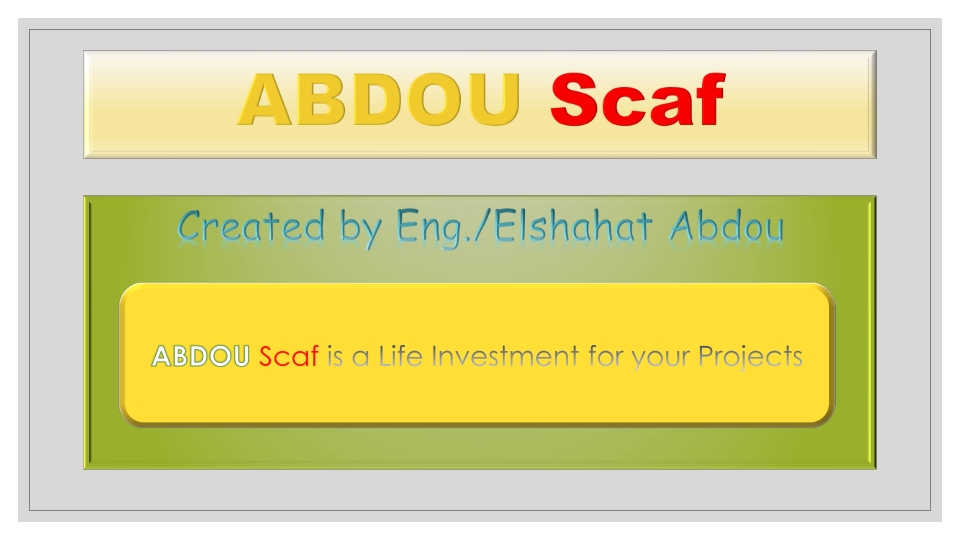 ABDOU Scaf
Created by Eng./Elshahat Abdou
ABDOU Scaf is a Life Investment for your Projects